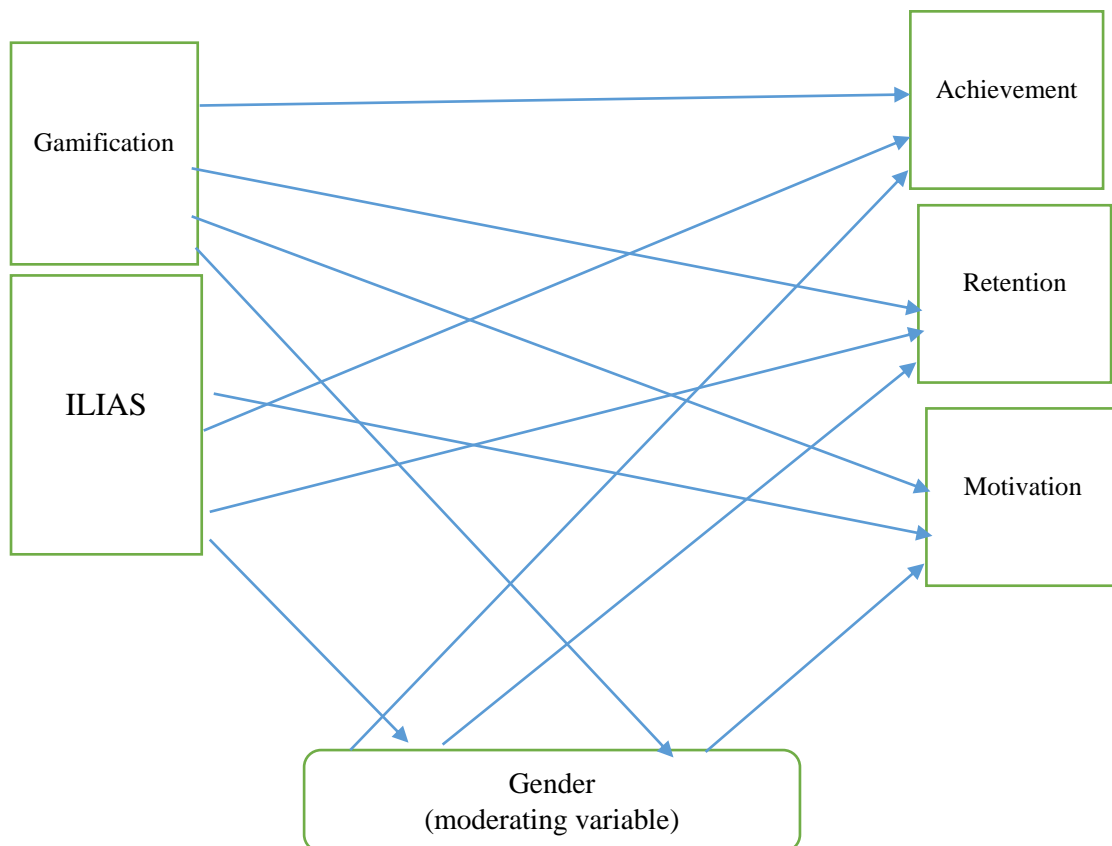 Gamification
ILIAS
Achievement
Retention
Motivation
Gender
(moderating variable)